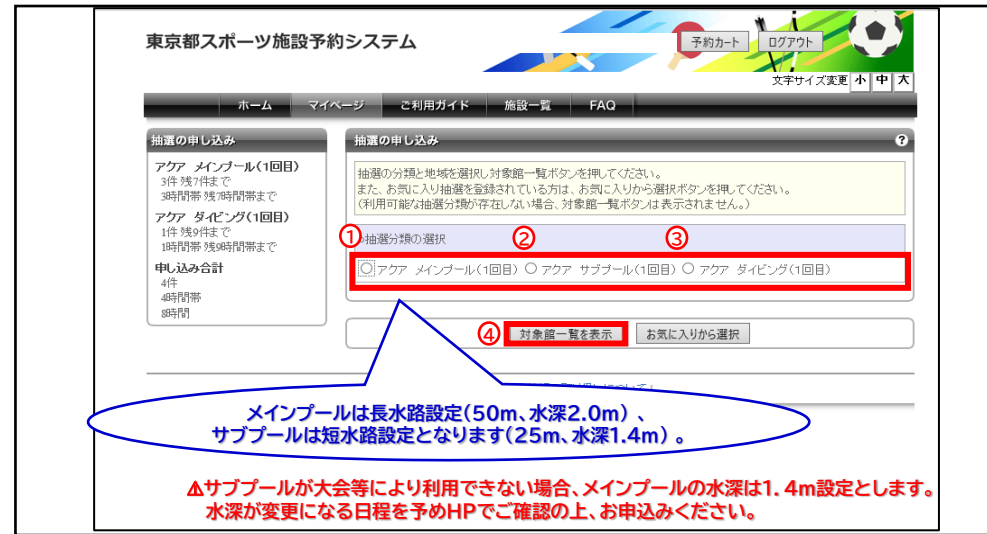 東京都スポーツ施設予約システム
予約カート ログアウト
文字サイズ変更 小 中 大
ホーム マイページ ご利用ガイド 施設一覧 FAQ
抽選の申し込み
アクア メインプール(1回目)
3件 残7件まで
3時間帯 残7時間帯まで
アクア ダイビング(1回目)
1件 残9件まで
1時間帯 残9時間帯まで
申し込み合計
4件
4時間帯
8時間
抽選の申し込み ?
抽選の分類と地域を選択し対象館一覧ボタンを押してください。
また、お気に入り抽選を登録されている方は、お気に入りから選択ボタンを押してください。
(利用可能な抽選分類が存在しない場合、対象館一覧ボタンは表示されません。)
① ② ③
抽選分類の選択
アクア メインプール(1回目) アクア サブプール(1回目) アクア ダイビング(1回目)
④ 対象館一覧を表示 お気に入りから選択
メインプールは長水路設定(50m、水深2.0m) 、
サブプールは短水路設定となります(25m、水深1.4m) 。
⚠サブプールが大会等により利用できない場合、メインプールの水深は1.4m設定とします。
水深が変更になる日程を予めHPでご確認の上、お申込みください。